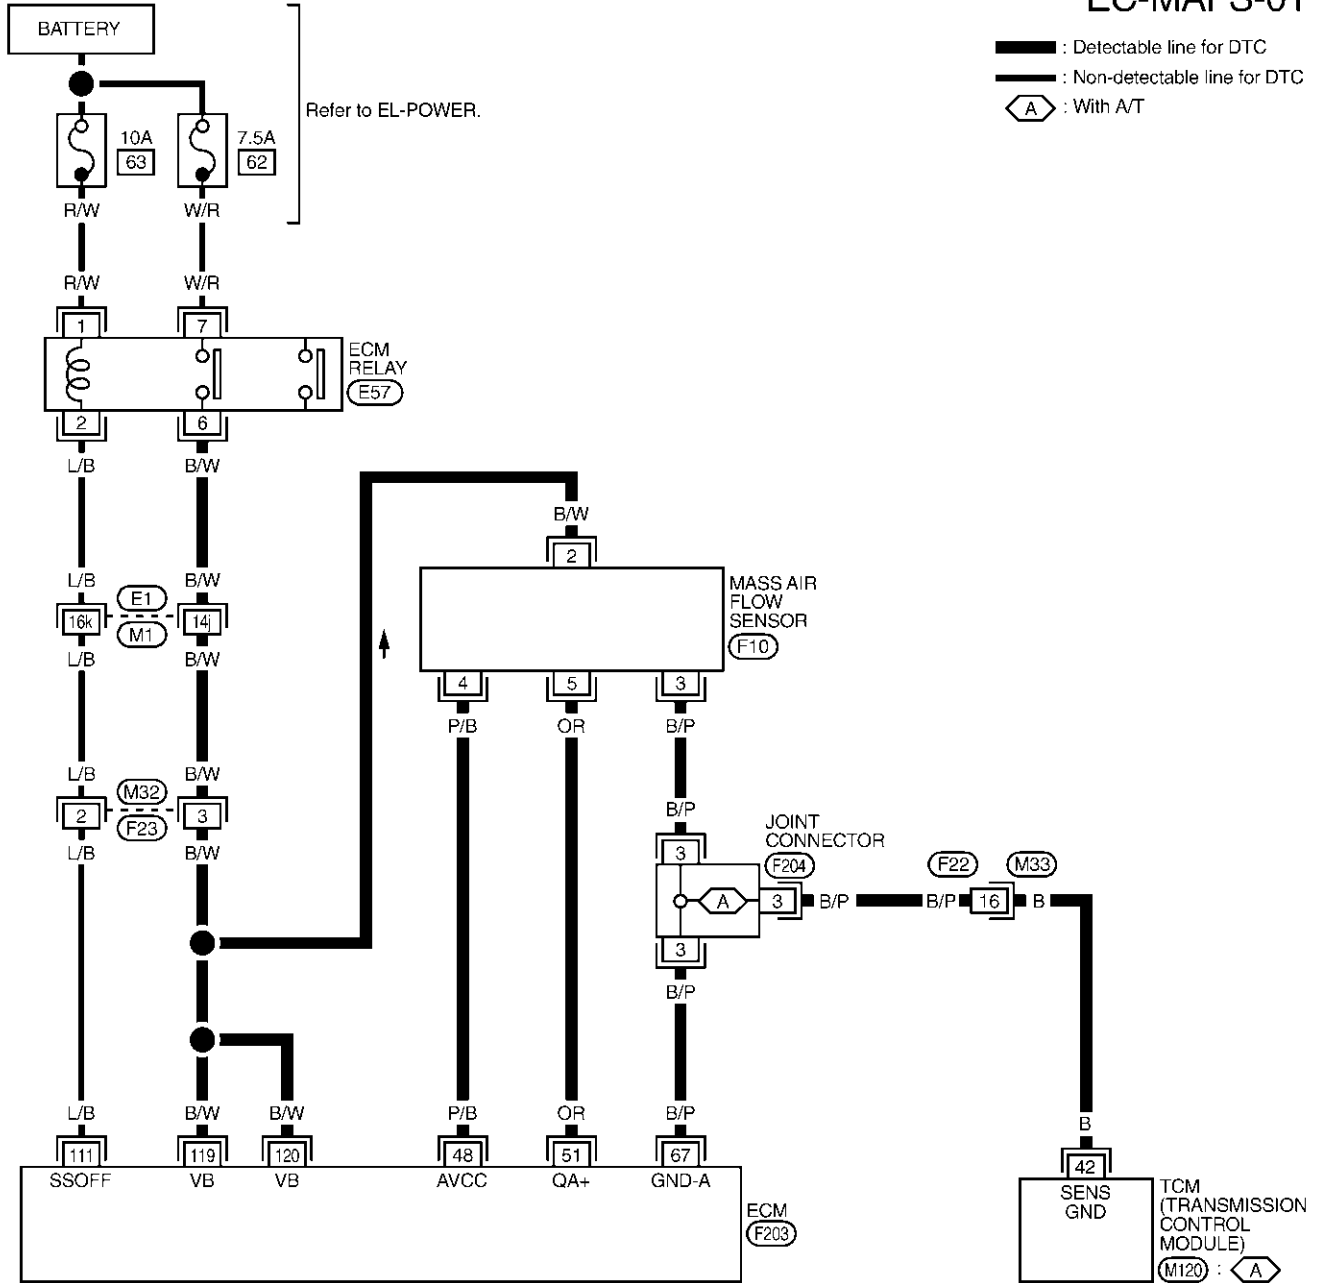 EC-MAFS-01
BATTERY
: Detectable line for DTC
: Non-detectable line for DTC
A : With A/T
Refer to EL-POWER.
10A
63
7.5A
62
R/W
W/R
R/W
W/R
1
7
ECM
RELAY
E57
2
6
L/B
B/W
B/W
2
L/B
B/W
E1
16k
14j
M1
L/B
B/W
MASS AIR
FLOW
SENSOR
F10
4
5
3
P/B
OR
B/P
L/B
B/W
M32
2
3
F23
L/B
B/W
B/P
3
JOINT
CONNECTOR
F204
A
3
B/P
F22
M33
B/P
16
B
3
B/P
L/B
B/W
B/W
P/B
OR
B/P
B
111
119
120
48
51
67
42
SSOFF
VB
VB
AVCC
QA+
GND-A
SENS
GND
ECM
F203
TCM
(TRANSMISSION
CONTROL
MODULE)
M120 : A